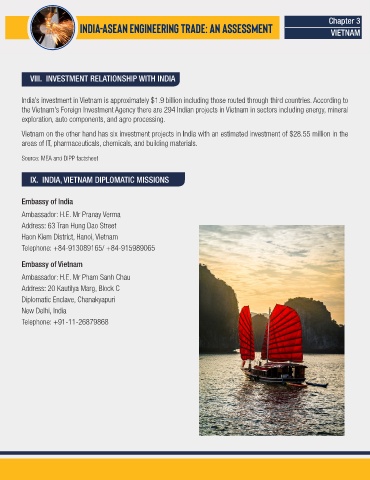 INDIA-ASEAN ENGINEERING TRADE: AN ASSESSMENT
Chapter 3
VIETNAM
VIII. INVESTMENT RELATIONSHIP WITH INDIA
India's investment in Vietnam is approximately $1.9 billion including those routed through third countries. According to
the Vietnam's Foreign Investment Agency there are 294 Indian projects in Vietnam in sectors including energy, mineral
exploration, auto components, and agro processing.
Vietnam on the other hand has six investment projects in India with an estimated investment of $28.55 million in the
areas of IT, pharmaceuticals, chemicals, and building materials.
Source: MEA and DIPP factsheet
IX. INDIA, VIETNAM DIPLOMATIC MISSIONS
Embassy of India
Ambassador: H.E. Mr Pranay Verma
Address: 63 Tran Hung Dao Street
Haon Kiem District, Hanoi, Vietnam
Telephone: +84-913089165/ +84-915989065
Embassy of Vietnam
Ambassador: H.E. Mr Pham Sanh Chau
Address: 20 Kautilya Marg, Block C
Diplomatic Enclave, Chanakyapuri
New Delhi, India
Telephone: +91-11-26879868